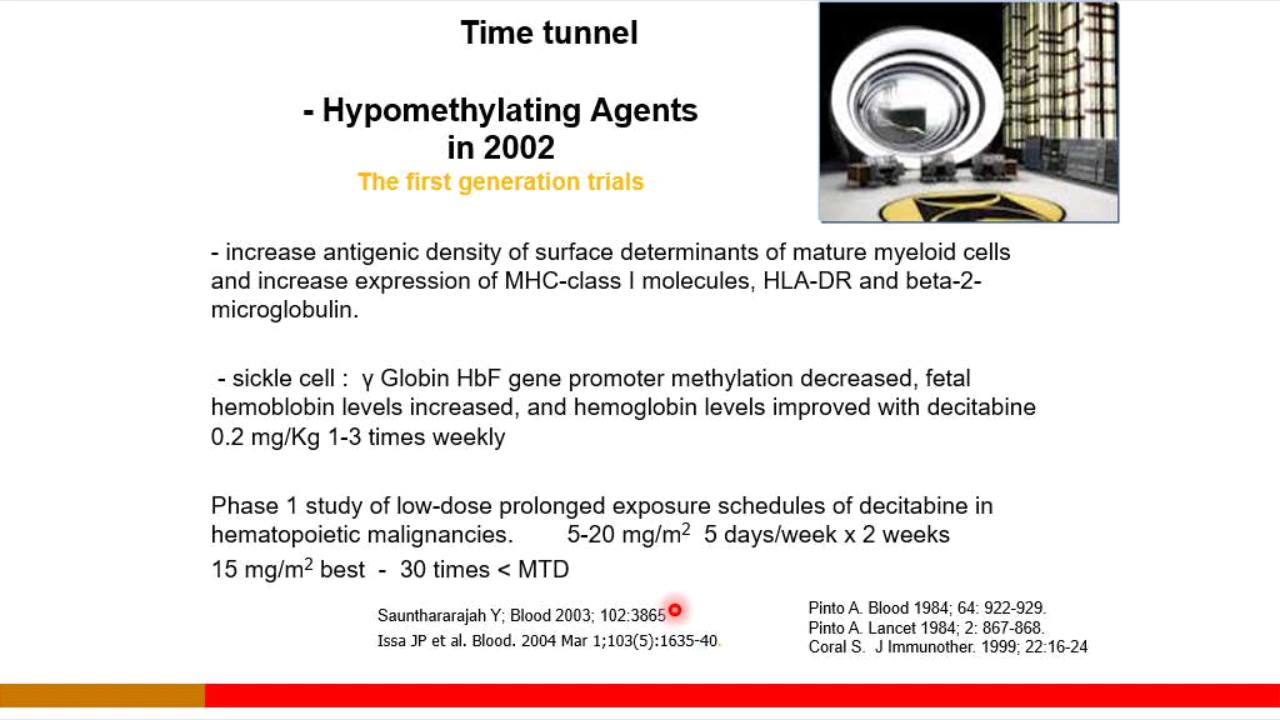 Time tunnel
- Hypomethylating Agents
in 2002
The first generation trials
- increase antigenic density of surface determinants of mature myeloid cells
and increase expression of MHC-class I molecules, HLA-DR and beta-2-
microglobulin.
- sickle cell : γ Globin HbF gene promoter methylation decreased, fetal
hemoblobin levels increased, and hemoglobin levels improved with decitabine
0.2 mg/Kg 1-3 times weekly
Phase 1 study of low-dose prolonged exposure schedules of decitabine in
hematopoietic malignancies. 5-20 mg/m² 5 days/week x 2 weeks
15 mg/m² best - 30 times < MTD
Saunthararajah Y; Blood 2003; 102:3865
Issa JP et al. Blood. 2004 Mar 1;103(5):1635-40.
Pinto A. Blood 1984; 64: 922-929.
Pinto A. Lancet 1984; 2: 867-868.
Coral S. J Immunother. 1999; 22:16-24